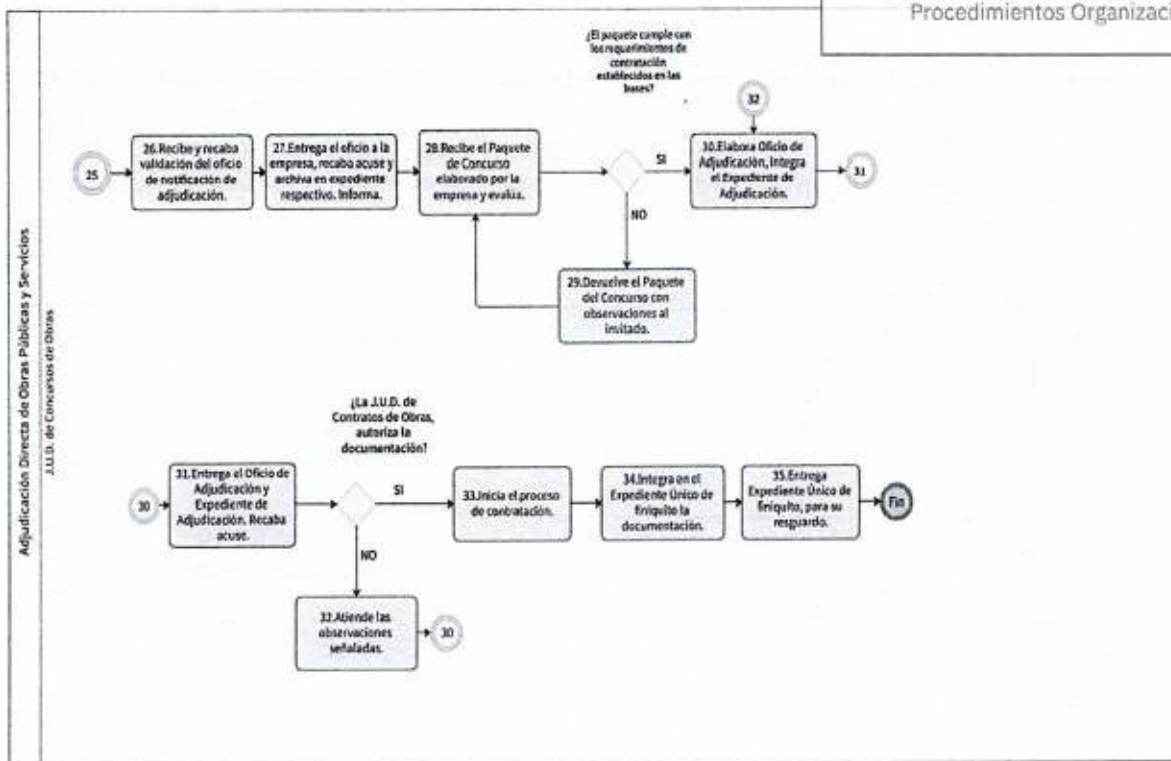 Procedimientos Organizaci
Adjudicación Directa de Obras Públicas y Servicios
J.U.D. de Concursos de Obras
¿El paquete cumple con
los requerimientos de
contratación
establecidos en las
bases?
32
25
26.Recibe y recaba
validación del oficio
de notificación de
adjudicación.
27.Entrega el oficio a la
empresa, recaba acuse y
archiva en expediente
respectivo. Informa.
28.Recibe el Paquete
de Concurso
elaborado por la
empresa y evalúa.
SI
30.Elabora Oficio de
Adjudicación, integra
el Expediente de
Adjudicación.
31
NO
29.Devuelve el Paquete
del Concurso con
observaciones al
invitado.
¿La J.U.D. de
Contratos de Obras,
autoriza la
documentación?
30
31.Entrega el Oficio de
Adjudicación y
Expediente de
Adjudicación. Recaba
acuse.
SI
33.Inicia el proceso
de contratación.
34.Integra en el
Expediente Único de
finiquito la
documentación.
35.Entrega
Expediente Único de
finiquito, para su
resguardo.
Fin
NO
32.Atiende las
observaciones
señaladas.
30